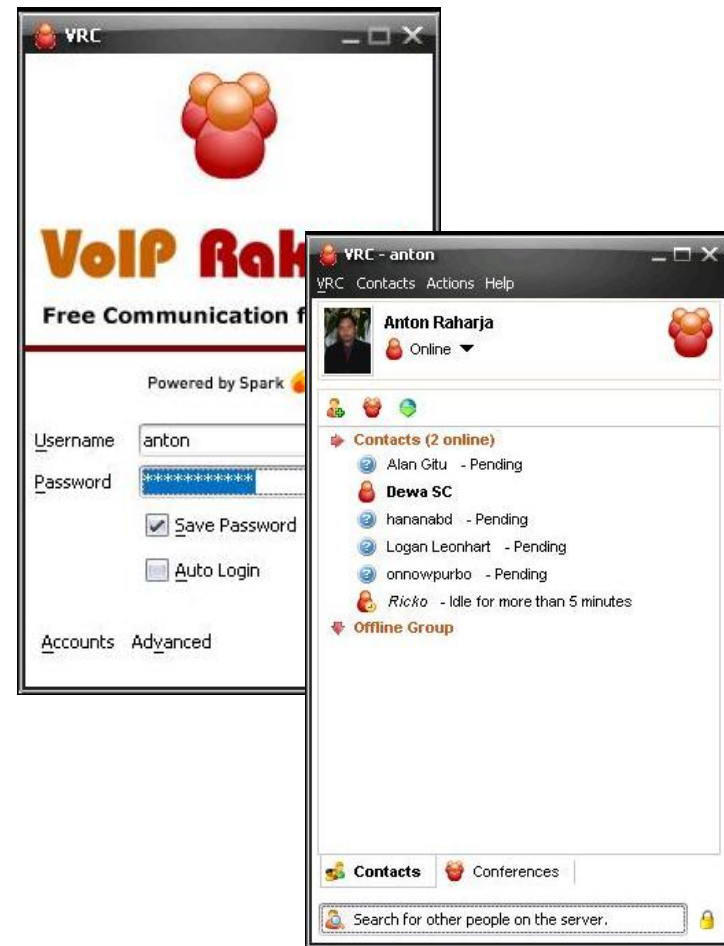 VRC
VoIP Rak
Free Communication f
Powered by Spark
Username anton
Password ***********
Save Password
Auto Login
Accounts Advanced
VRC - anton
VRC Contacts Actions Help
Anton Raharja
Online
Contacts (2 online)
Alan Gitu - Pending
Dewa SC
hananabd - Pending
Logan Leonhart - Pending
onnowpurbo - Pending
Ricko - Idle for more than 5 minutes
Offline Group
Contacts Conferences
Search for other people on the server.